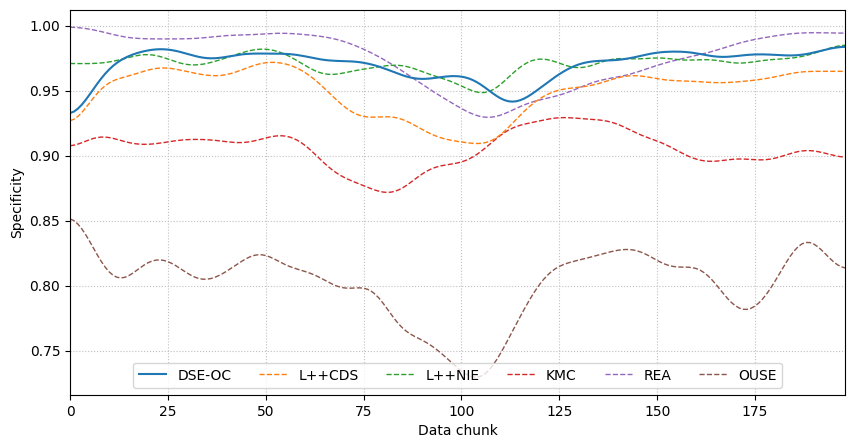 1.00
0.95
0.90
0.85
0.80
0.75
Specificity
DSE-OC L++CDS L++NIE KMC REA OUSE
0 25 50 75 100 125 150 175
Data chunk